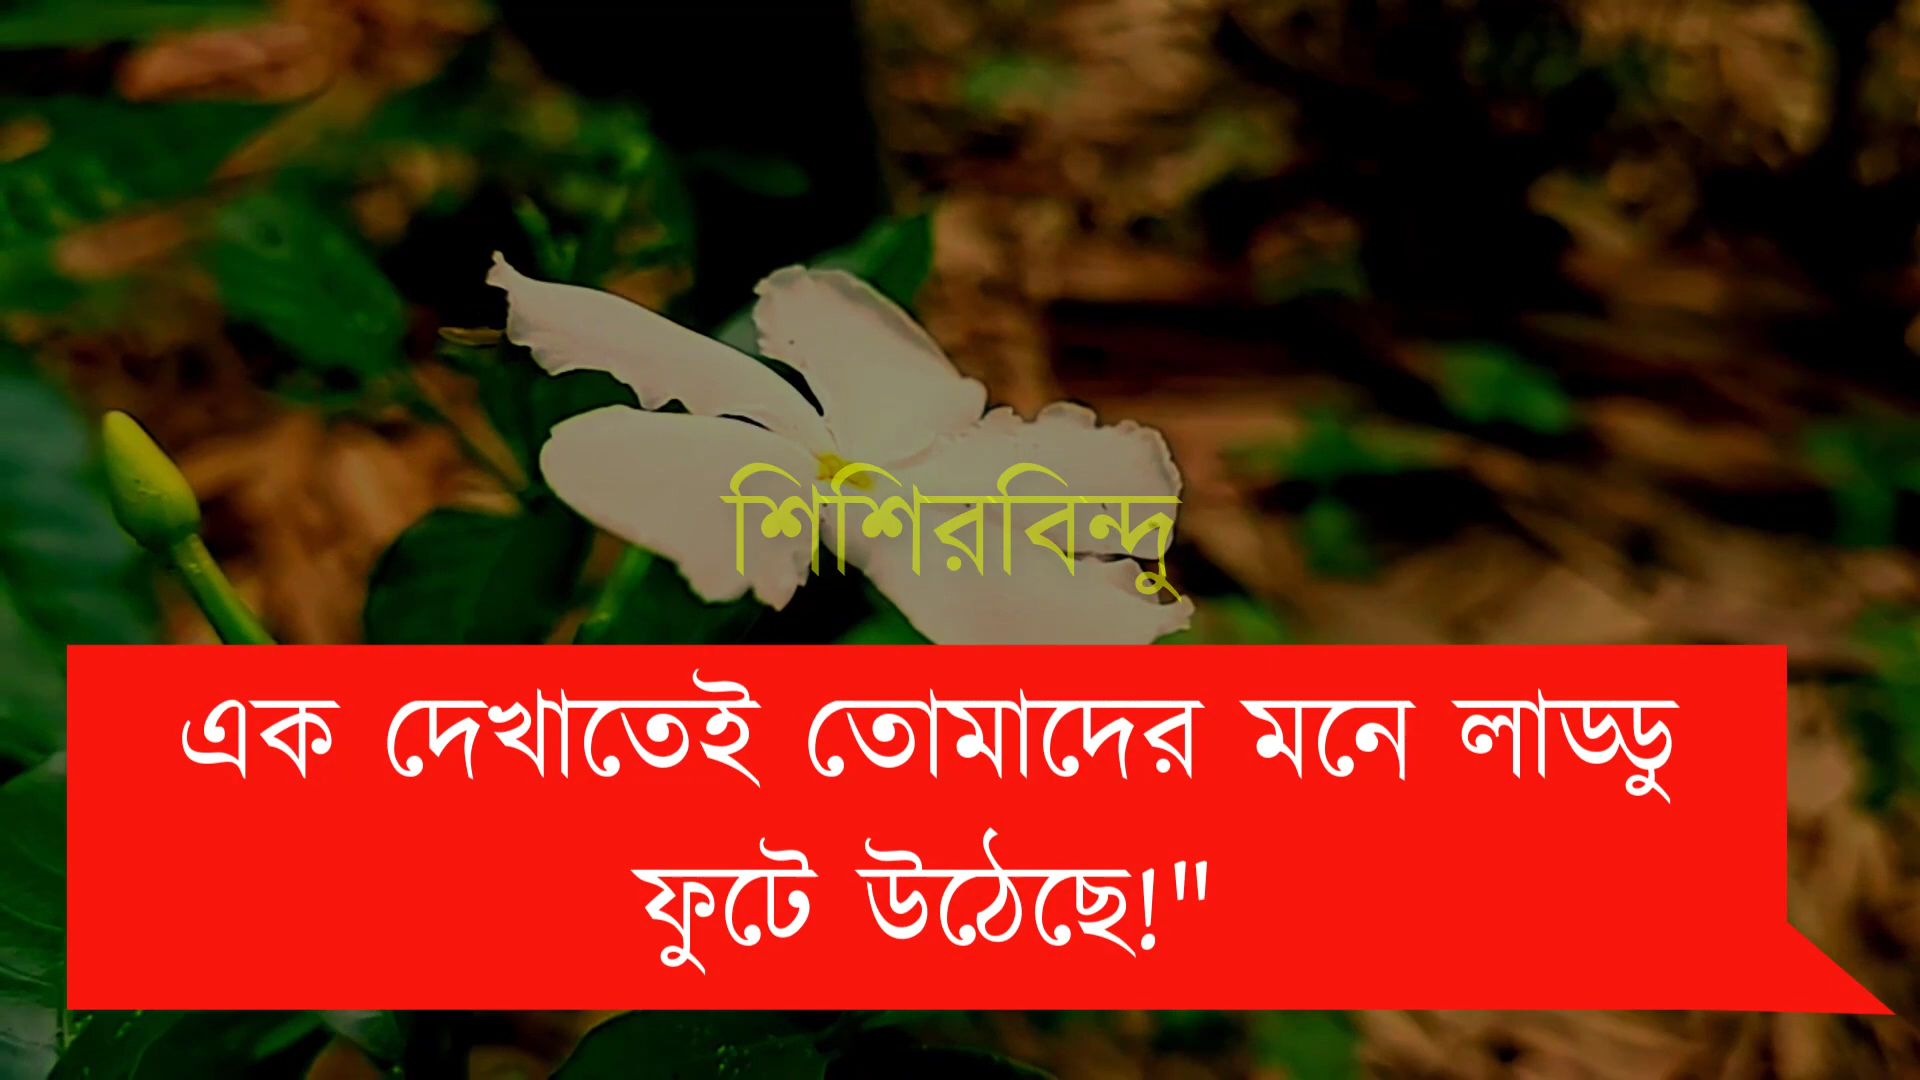 শিশিরবিন্দু
এক দেখাতেই তোমাদের মনে লাড্ডু
ফুটে উঠেছে!"